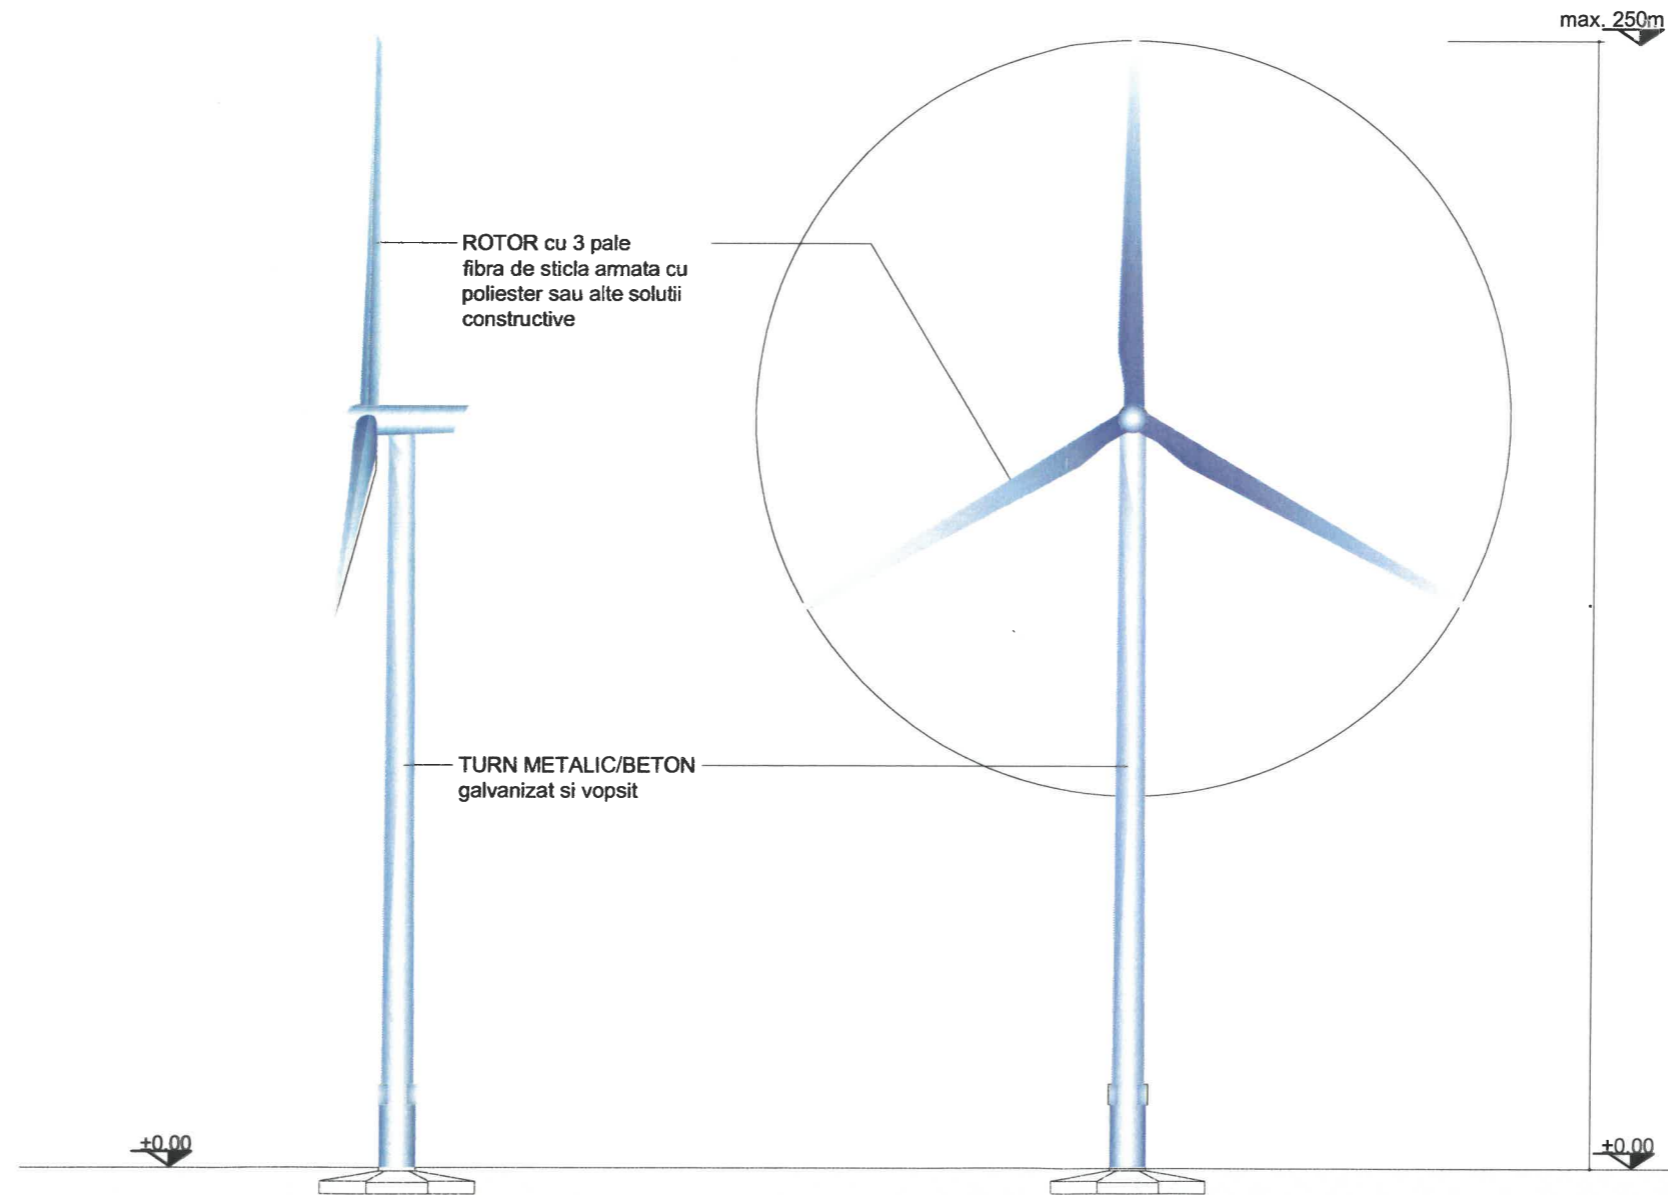 max. 250m
ROTOR cu 3 pale
fibra de sticla armata cu
poliester sau alte solutii
constructive
TURN METALIC/BETON
galvanizat si vopsit
±0.00
±0.00